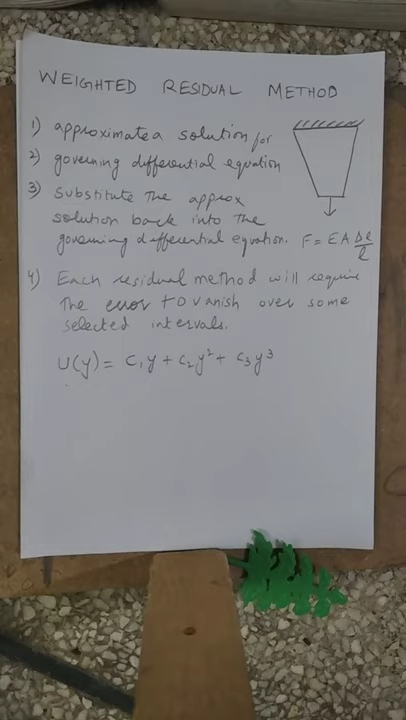 WEIGHTED RESIDUAL METHOD
1) approximate a solution for
2) governing differential equation
3) Substitute the approx
solution back into the
governing differential equation.
F = EA Δl/l
4) Each residual method will require
the error to vanish over some
selected intervals.
U(y) = C₁y + C₂y² + C₃y³